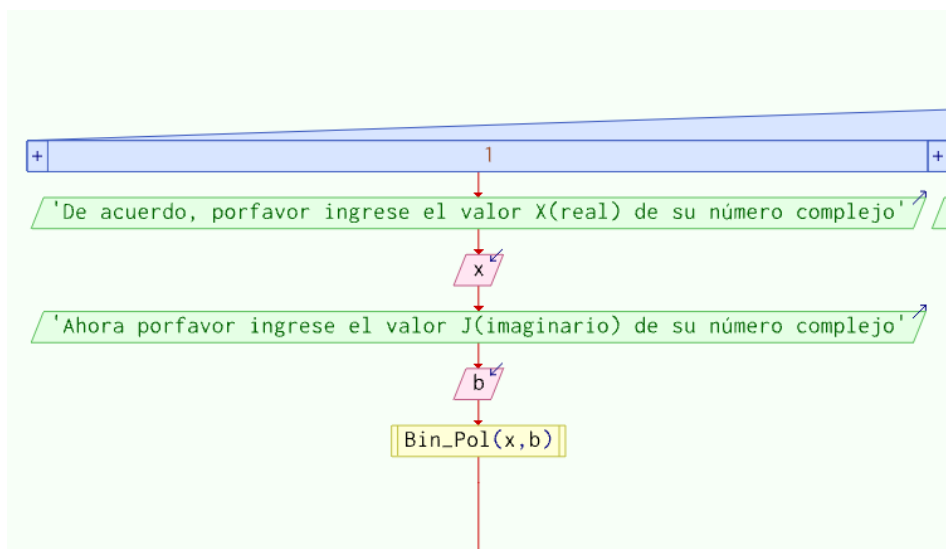 + 1 +
'De acuerdo, porfavor ingrese el valor X(real) de su número complejo'
x
'Ahora porfavor ingrese el valor J(imaginario) de su número complejo'
b
Bin_Pol(x,b)